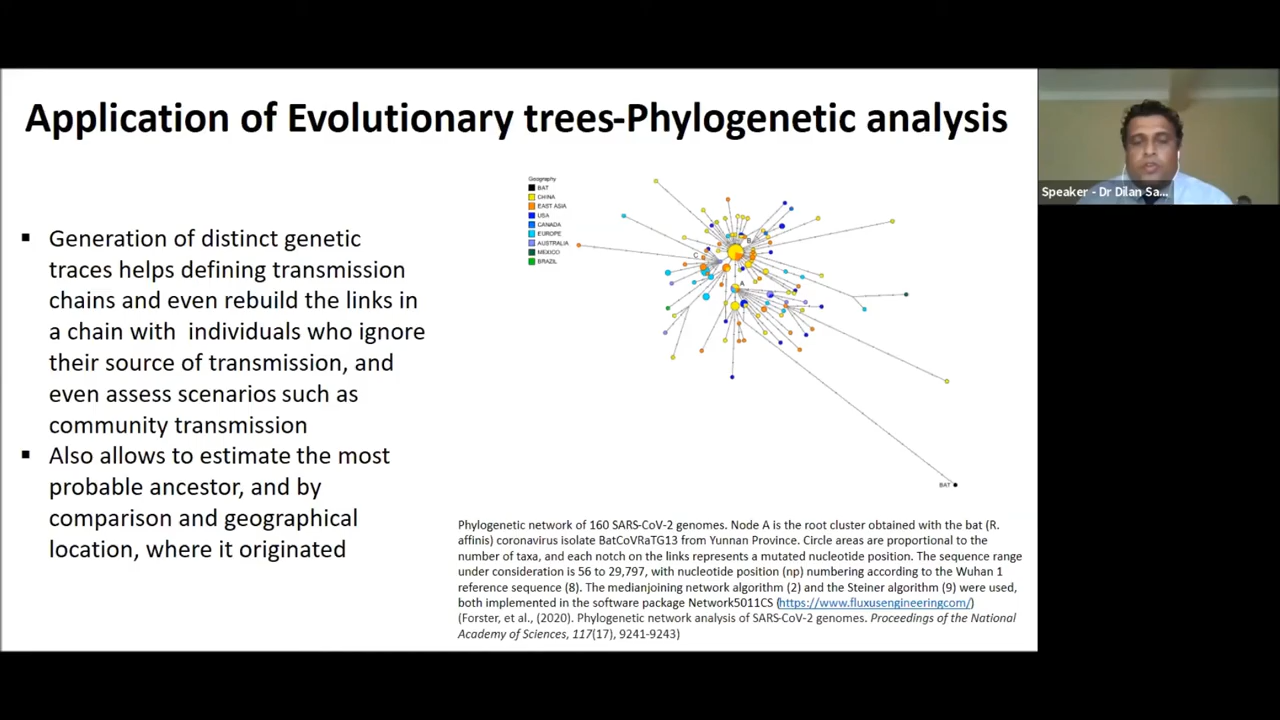 Application of Evolutionary trees-Phylogenetic analysis
Speaker - Dr Dilan Sa...
▪ Generation of distinct genetic
traces helps defining transmission
chains and even rebuild the links in
a chain with individuals who ignore
their source of transmission, and
even assess scenarios such as
community transmission
▪ Also allows to estimate the most
probable ancestor, and by
comparison and geographical
location, where it originated
Geography
BAT
CHINA
EAST ASIA
USA
CANADA
EUROPE
AUSTRALIA
MEXICO
BRAZIL
B
C
A
BAT
Phylogenetic network of 160 SARS-CoV-2 genomes. Node A is the root cluster obtained with the bat (R.
affinis) coronavirus isolate BatCoVRaTG13 from Yunnan Province. Circle areas are proportional to the
number of taxa, and each notch on the links represents a mutated nucleotide position. The sequence range
under consideration is 56 to 29,797, with nucleotide position (np) numbering according to the Wuhan 1
reference sequence (8). The medianjoining network algorithm (2) and the Steiner algorithm (9) were used,
both implemented in the software package Network5011CS (https://www.fluxusengineeringcom/)
(Forster, et al., (2020). Phylogenetic network analysis of SARS-CoV-2 genomes. Proceedings of the National
Academy of Sciences, 117(17), 9241-9243)